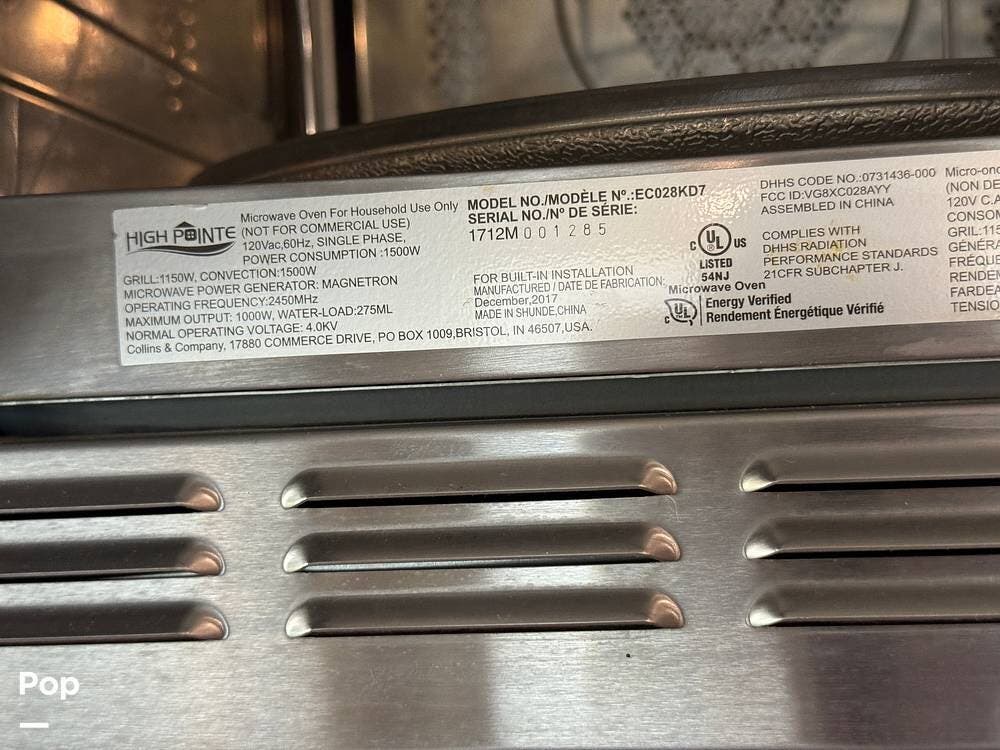 HIGH POINTE
Microwave Oven For Household Use Only
(NOT FOR COMMERCIAL USE)
120Vac,60Hz, SINGLE PHASE,
POWER CONSUMPTION :1500W
GRILL:1150W, CONVECTION:1500W
MICROWAVE POWER GENERATOR: MAGNETRON
OPERATING FREQUENCY:2450MHz
MAXIMUM OUTPUT: 1000W, WATER-LOAD:275ML
NORMAL OPERATING VOLTAGE: 4.0KV
Collins & Company, 17880 COMMERCE DRIVE, PO BOX 1009,BRISTOL, IN 46507,USA.
MODEL NO./MODÈLE Nº.:EC028KD7
SERIAL NO./Nº DE SÉRIE:
1712M 001285
FOR BUILT-IN INSTALLATION
MANUFACTURED / DATE DE FABRICATION:
December,2017
MADE IN SHUNDE,CHINA
C UL US
LISTED
54NJ
Microwave Oven
C UL
Energy Verified
Rendement Énergétique Vérifié
DHHS CODE NO.:0731436-000
FCC ID:VG8XC028AYY
ASSEMBLED IN CHINA
COMPLIES WITH
DHHS RADIATION
PERFORMANCE STANDARDS
21CFR SUBCHAPTER J.
(NON DE
120V C.A
GRIL:115
Pop